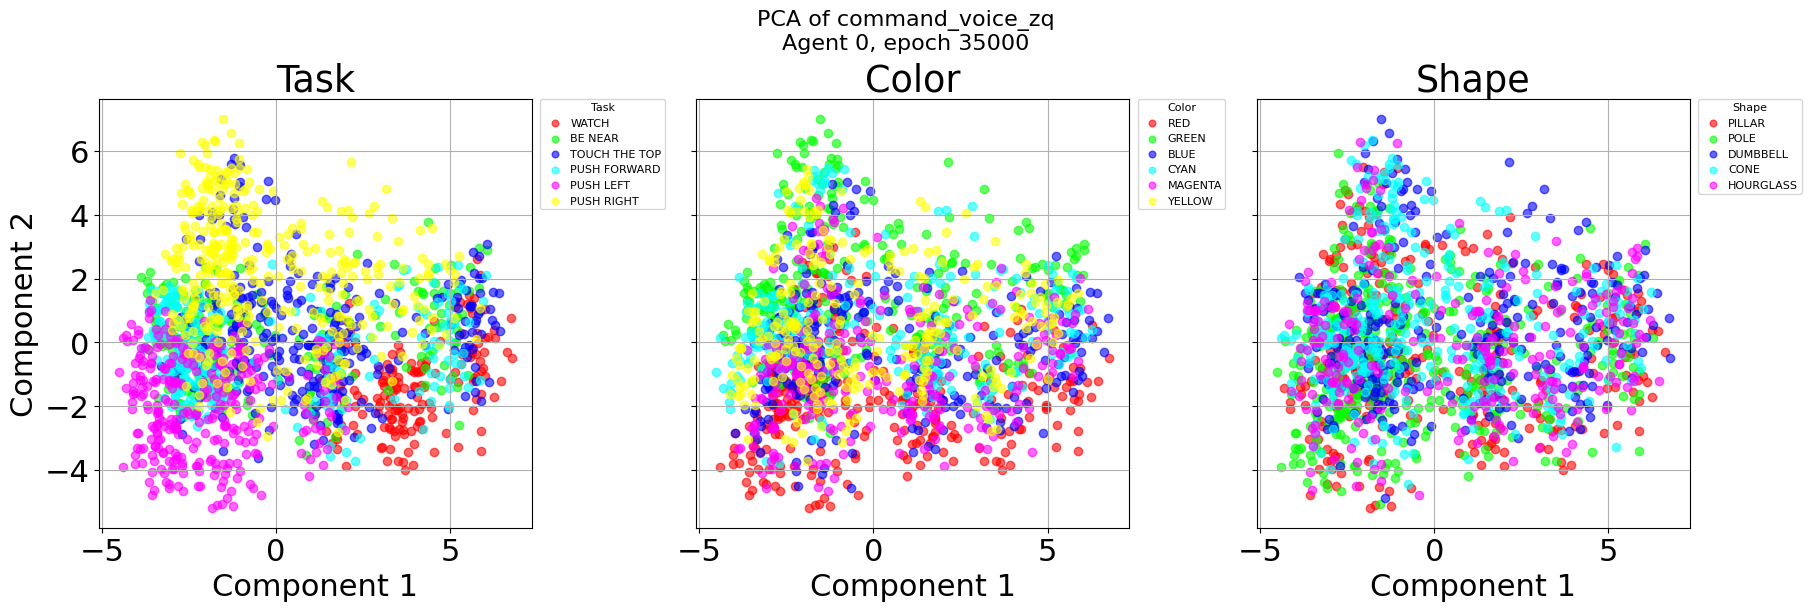 PCA of command_voice_zq
Agent 0, epoch 35000
Task
Component 2
6
4
2
0
−2
−4
−5 0 5
Component 1
Task
WATCH
BE NEAR
TOUCH THE TOP
PUSH FORWARD
PUSH LEFT
PUSH RIGHT
Color
−5 0 5
Component 1
Color
RED
GREEN
BLUE
CYAN
MAGENTA
YELLOW
Shape
−5 0 5
Component 1
Shape
PILLAR
POLE
DUMBBELL
CONE
HOURGLASS